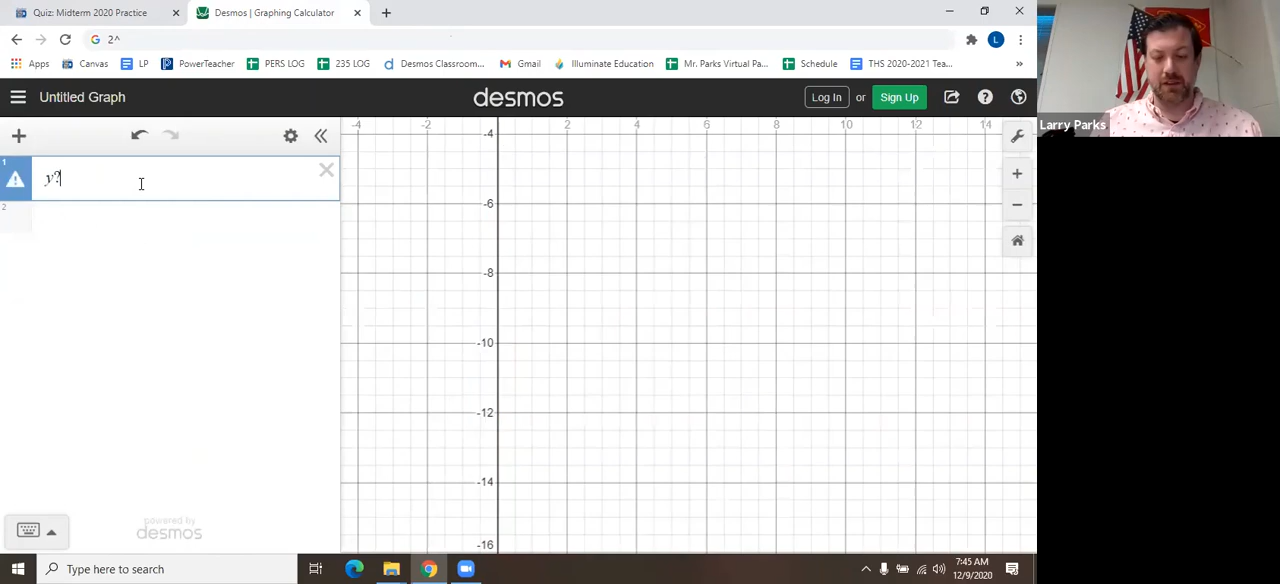 Quiz: Midterm 2020 Practice
Desmos | Graphing Calculator
2^
L
Apps
Canvas
LP
PowerTeacher
PERS LOG
235 LOG
Desmos Classroom...
Gmail
Illuminate Education
Mr. Parks Virtual Pa...
Schedule
THS 2020-2021 Tea...
»
Untitled Graph
desmos
Log In
or
Sign Up
Larry Parks
-4 -2 2 4 6 8 10 12 14
1
y?
2
-4
-6
-8
-10
-12
-14
-16
powered by
desmos
Type here to search
7:45 AM
12/9/2020